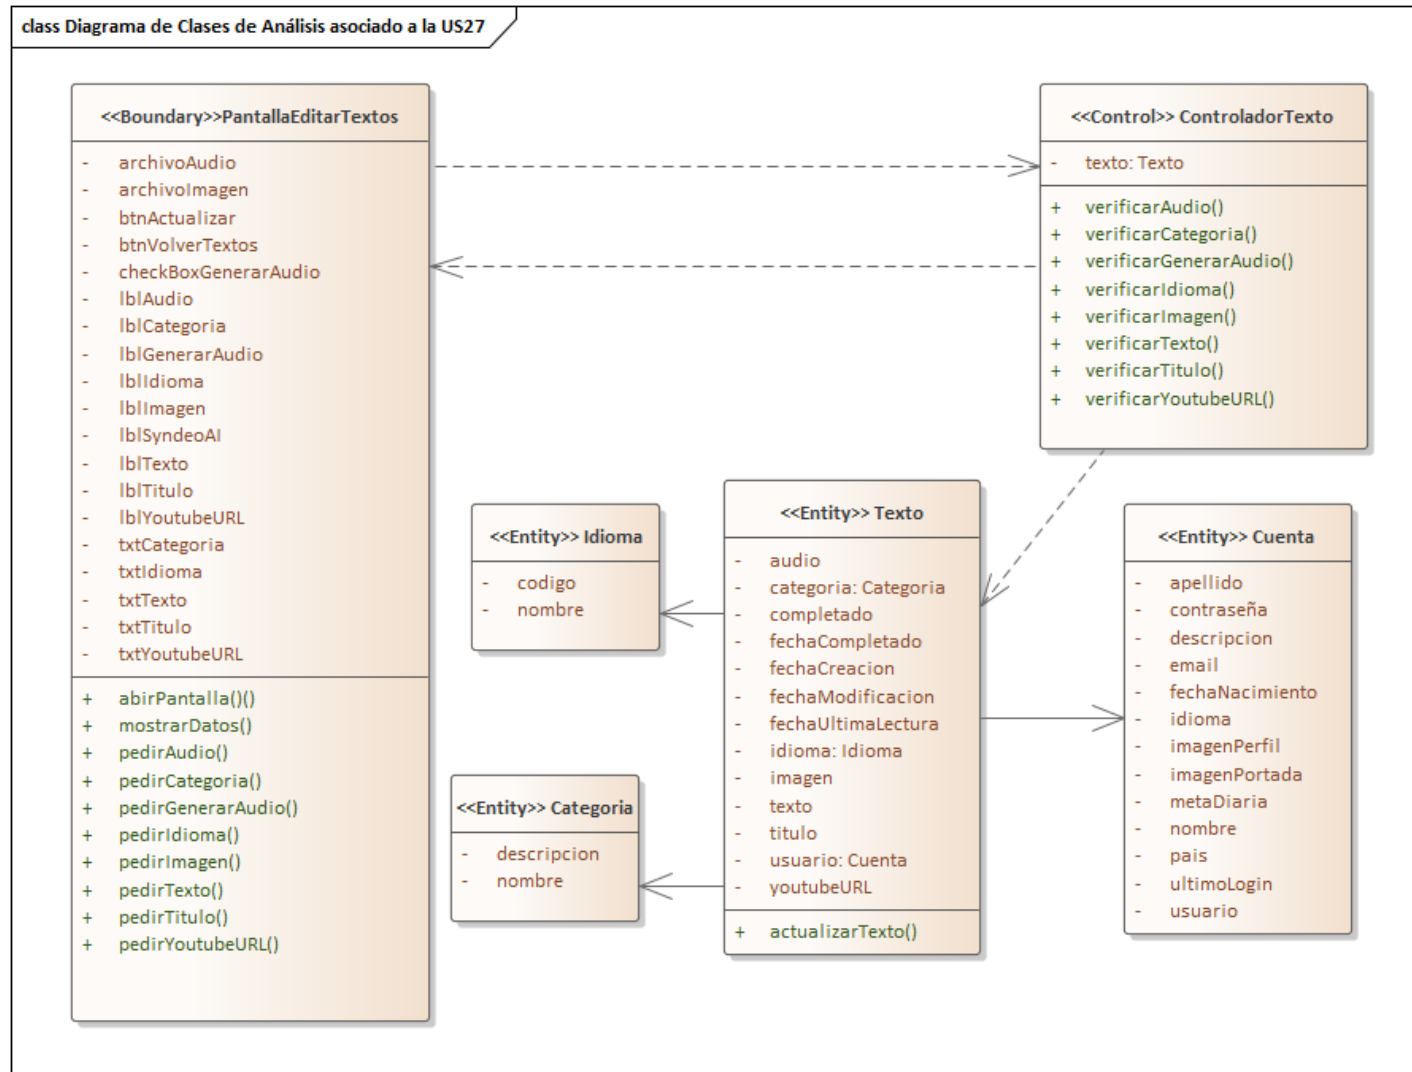 class Diagrama de Clases de Análisis asociado a la US27
<<Boundary>>PantallaEditarTextos
- archivoAudio
- archivoImagen
- btnActualizar
- btnVolverTextos
- checkBoxGenerarAudio
- lblAudio
- lblCategoria
- lblGenerarAudio
- lblIdioma
- lblImagen
- lblSyndeoAI
- lblTexto
- lblTitulo
- lblYoutubeURL
- txtCategoria
- txtIdioma
- txtTexto
- txtTitulo
- txtYoutubeURL
+ abirPantalla()()
+ mostrarDatos()
+ pedirAudio()
+ pedirCategoria()
+ pedirGenerarAudio()
+ pedirIdioma()
+ pedirImagen()
+ pedirTexto()
+ pedirTitulo()
+ pedirYoutubeURL()
<<Control>> ControladorTexto
- texto: Texto
+ verificarAudio()
+ verificarCategoria()
+ verificarGenerarAudio()
+ verificarIdioma()
+ verificarImagen()
+ verificarTexto()
+ verificarTitulo()
+ verificarYoutubeURL()
<<Entity>> Idioma
- codigo
- nombre
<<Entity>> Categoria
- descripcion
- nombre
<<Entity>> Texto
- audio
- categoria: Categoria
- completado
- fechaCompletado
- fechaCreacion
- fechaModificacion
- fechaUltimaLectura
- idioma: Idioma
- imagen
- texto
- titulo
- usuario: Cuenta
- youtubeURL
+ actualizarTexto()
<<Entity>> Cuenta
- apellido
- contraseña
- descripcion
- email
- fechaNacimiento
- idioma
- imagenPerfil
- imagenPortada
- metaDiaria
- nombre
- pais
- ultimoLogin
- usuario